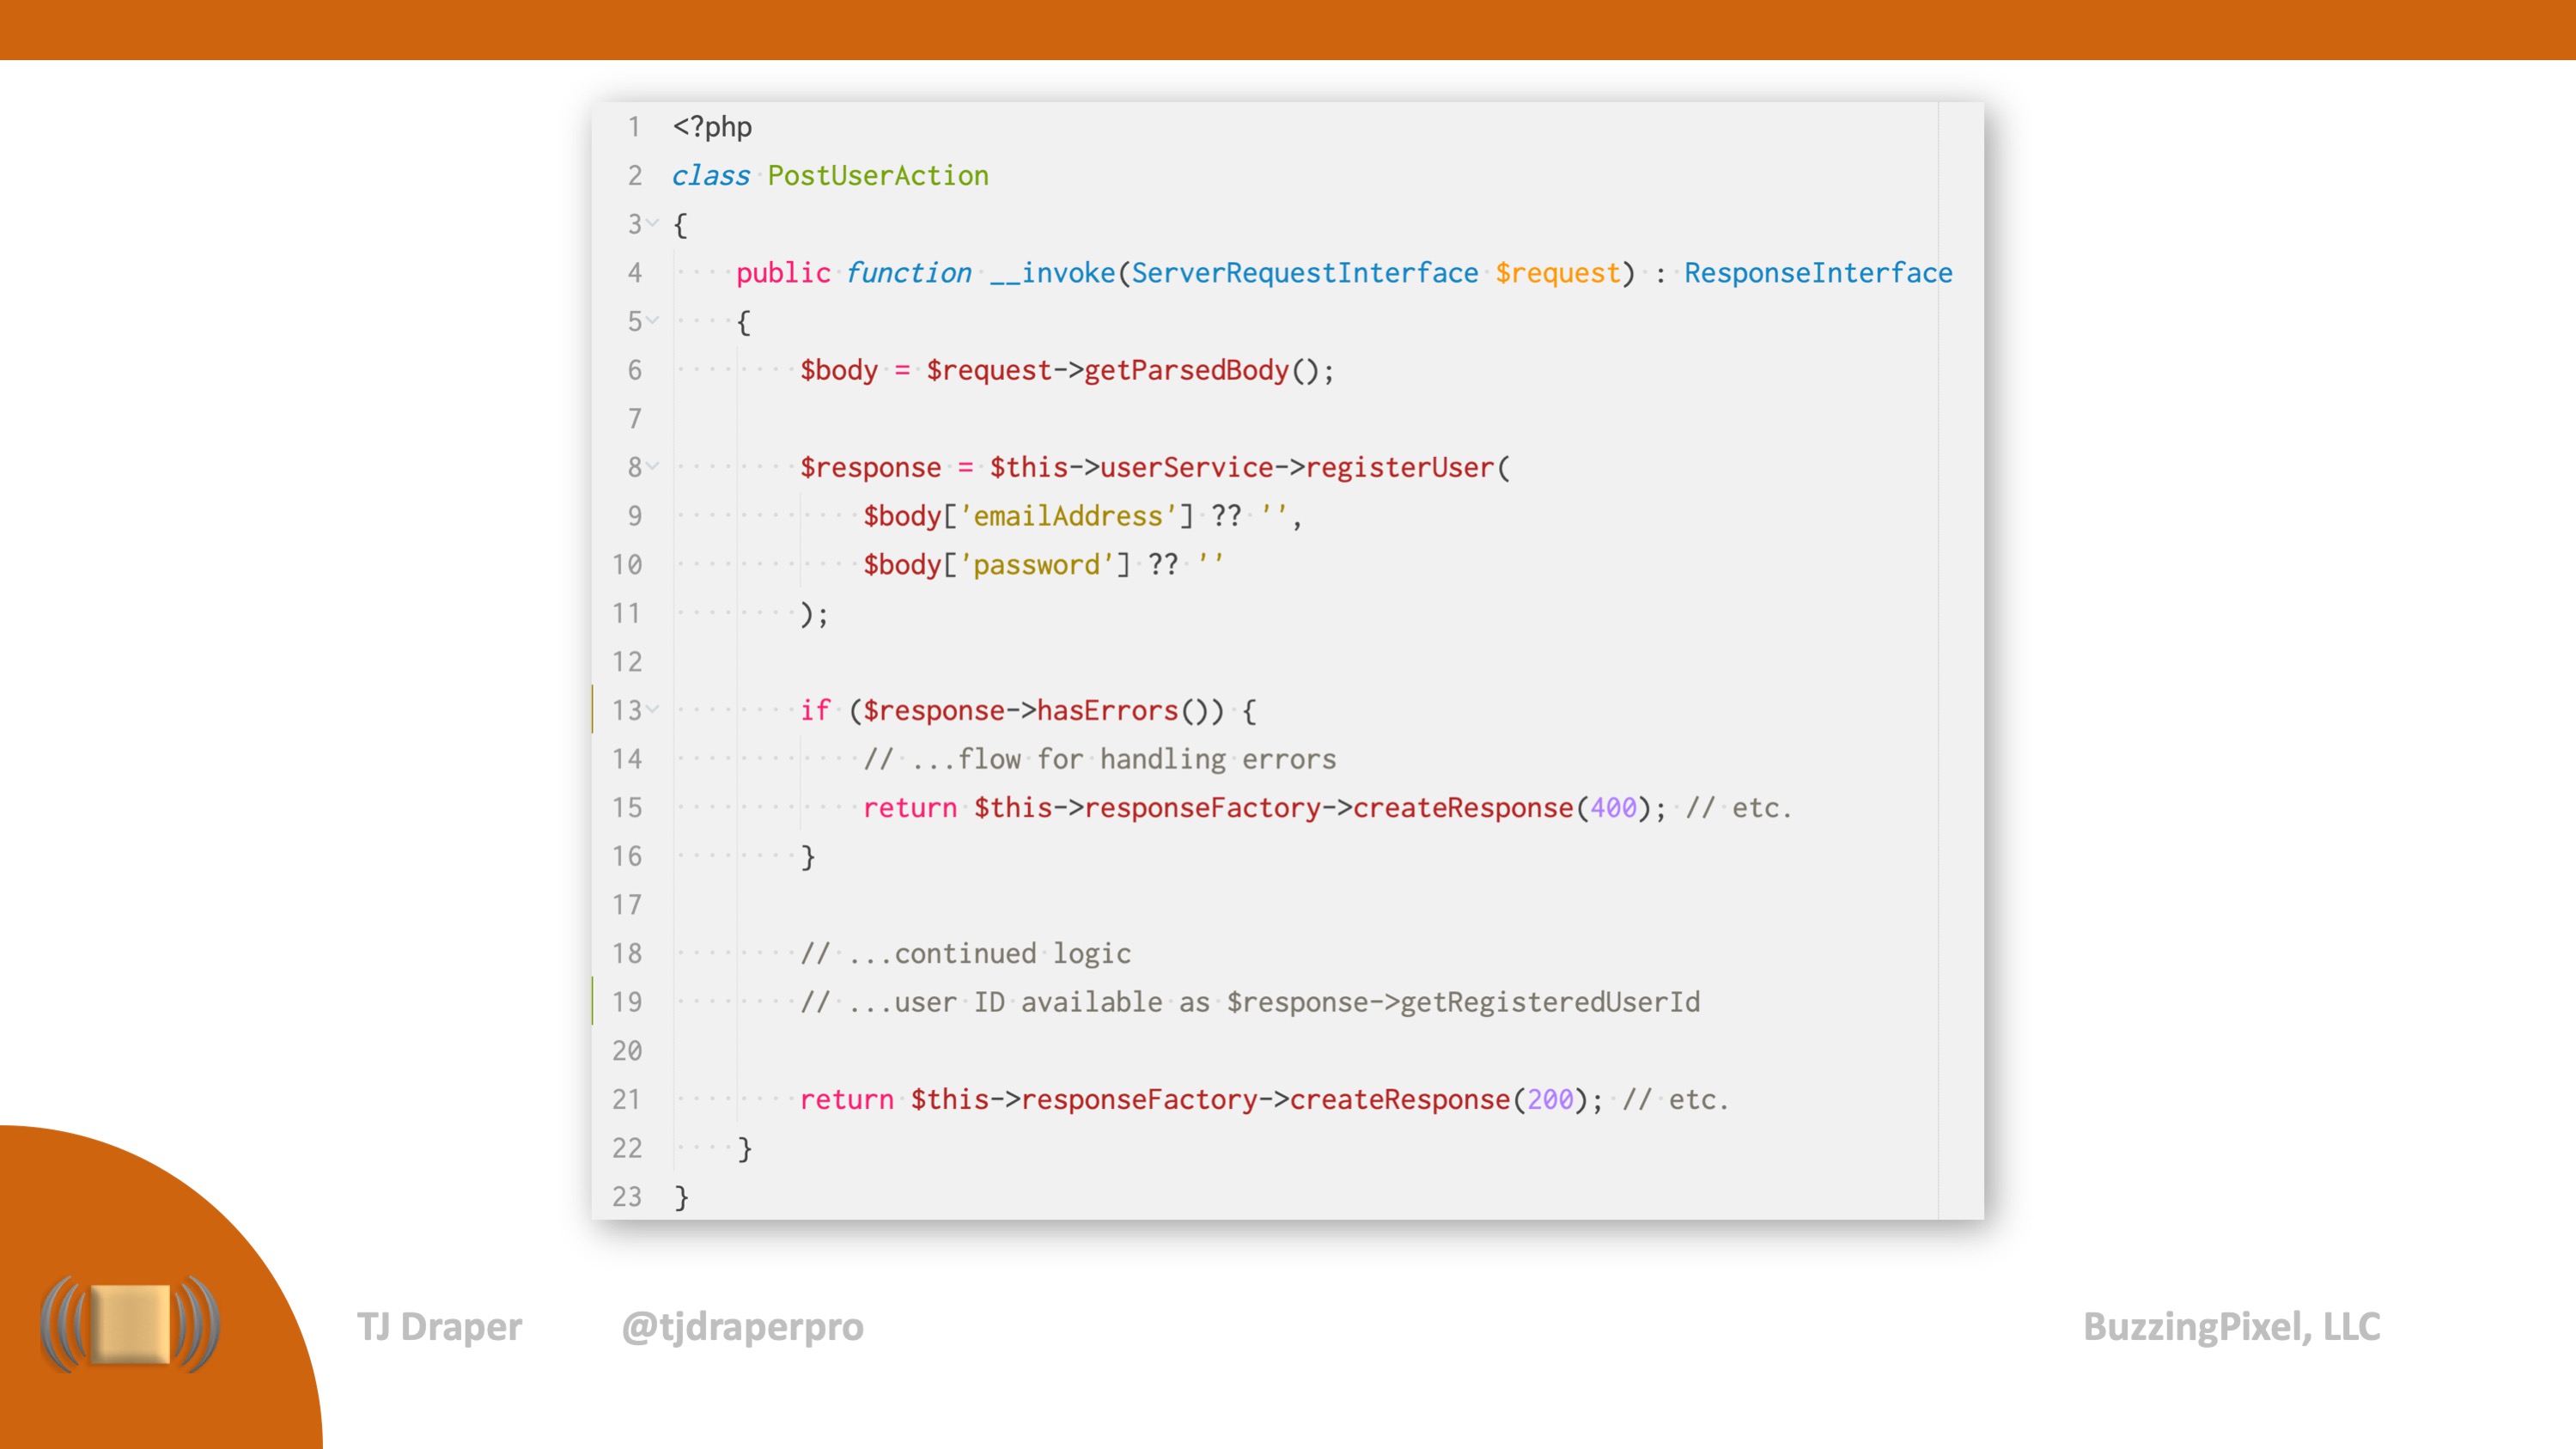 1 <?php
2 class PostUserAction
3 {
4     public function __invoke(ServerRequestInterface $request) : ResponseInterface
5     {
6         $body = $request->getParsedBody();
7
8         $response = $this->userService->registerUser(
9             $body['emailAddress'] ?? '',
10             $body['password'] ?? ''
11         );
12
13         if ($response->hasErrors()) {
14             // ...flow for handling errors
15             return $this->responseFactory->createResponse(400); // etc.
16         }
17
18         // ...continued logic
19         // ...user ID available as $response->getRegisteredUserId
20
21         return $this->responseFactory->createResponse(200); // etc.
22     }
23 }
TJ Draper @tjdraperpro BuzzingPixel, LLC